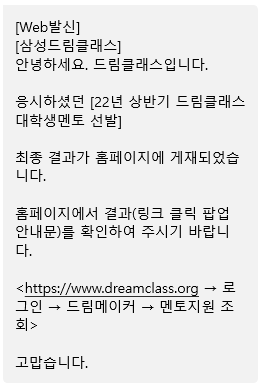 [Web발신]
[삼성드림클래스]
안녕하세요. 드림클래스입니다.
응시하셨던 [22년 상반기 드림클래스
대학생멘토 선발]
최종 결과가 홈페이지에 게재되었습
니다.
홈페이지에서 결과(링크 클릭 팝업
안내문)를 확인하여 주시기 바랍니
다.
<https://www.dreamclass.org → 로
그인 → 드림메이커 → 멘토지원 조
회>
고맙습니다.